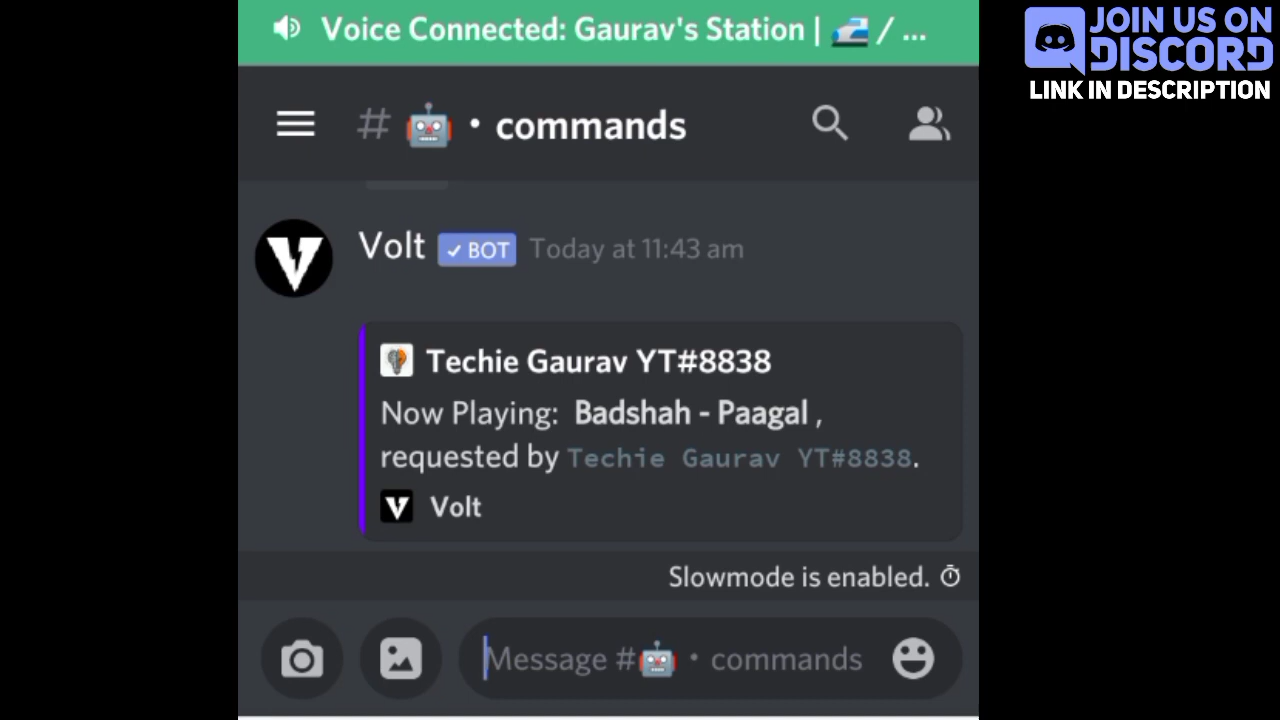 Voice Connected: Gaurav's Station | 🚅 / ...
JOIN US ON
DISCORD
LINK IN DESCRIPTION
# 🤖 • commands
Volt ✓ BOT Today at 11:43 am
Techie Gaurav YT#8838
Now Playing: Badshah - Paagal ,
requested by Techie Gaurav YT#8838.
Volt
Slowmode is enabled.
Message #🤖 • commands